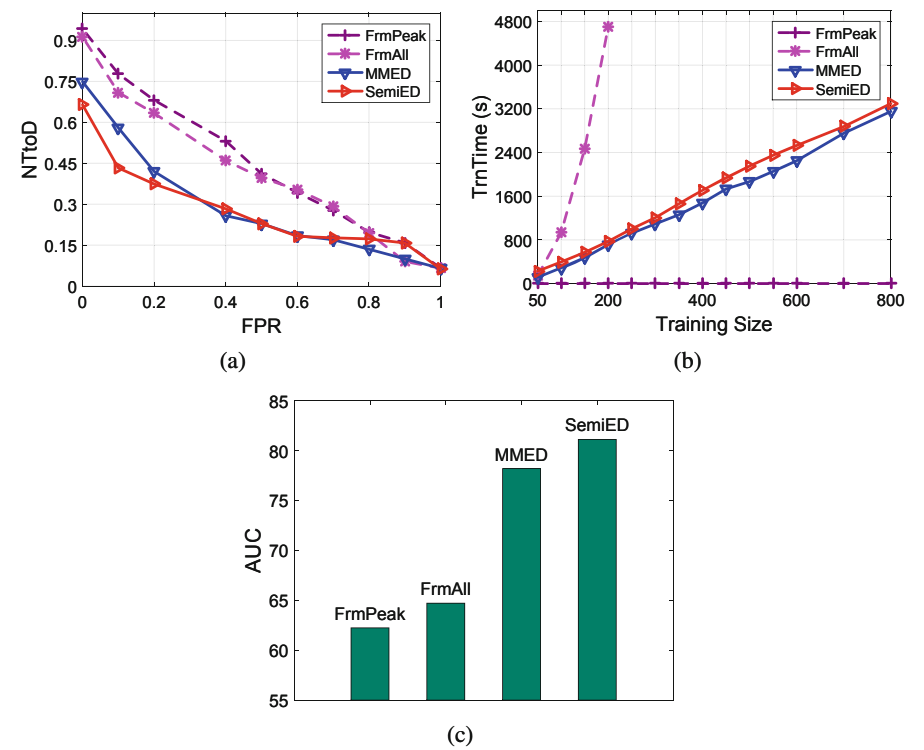 NTtoD
0.9
0.75
0.6
0.45
0.3
0.15
0
FrmPeak
FrmAll
MMED
SemiED
0 0.2 0.4 0.6 0.8 1
FPR
(a)
TrnTime (s)
4800
4000
3200
2400
1600
800
0
FrmPeak
FrmAll
MMED
SemiED
50 200 400 600 800
Training Size
(b)
AUC
85
80
75
70
65
60
55
FrmPeak
FrmAll
MMED
SemiED
(c)